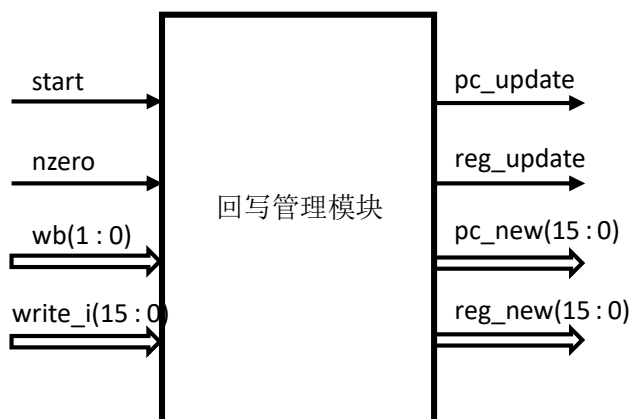 start
nzero
wb(1 : 0)
write_i(15 : 0)
回写管理模块
pc_update
reg_update
pc_new(15 : 0)
reg_new(15 : 0)